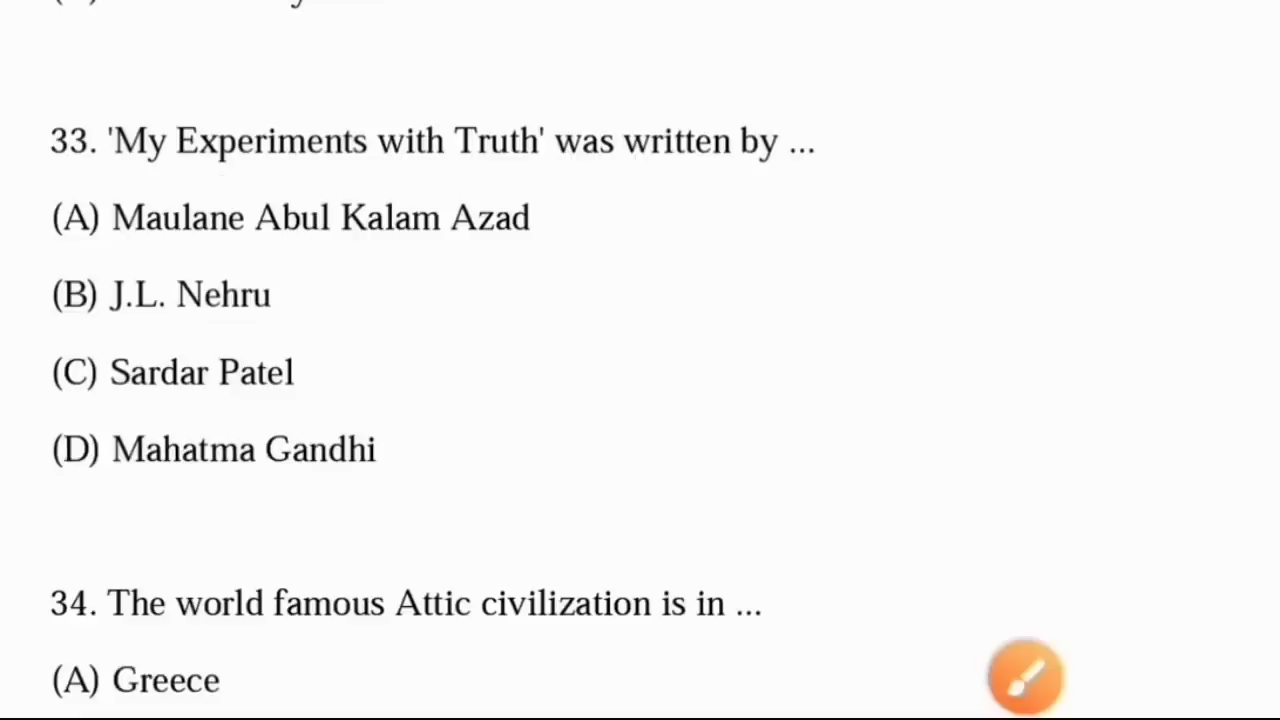 33. 'My Experiments with Truth' was written by ...
(A) Maulane Abul Kalam Azad
(B) J.L. Nehru
(C) Sardar Patel
(D) Mahatma Gandhi
34. The world famous Attic civilization is in ...
(A) Greece